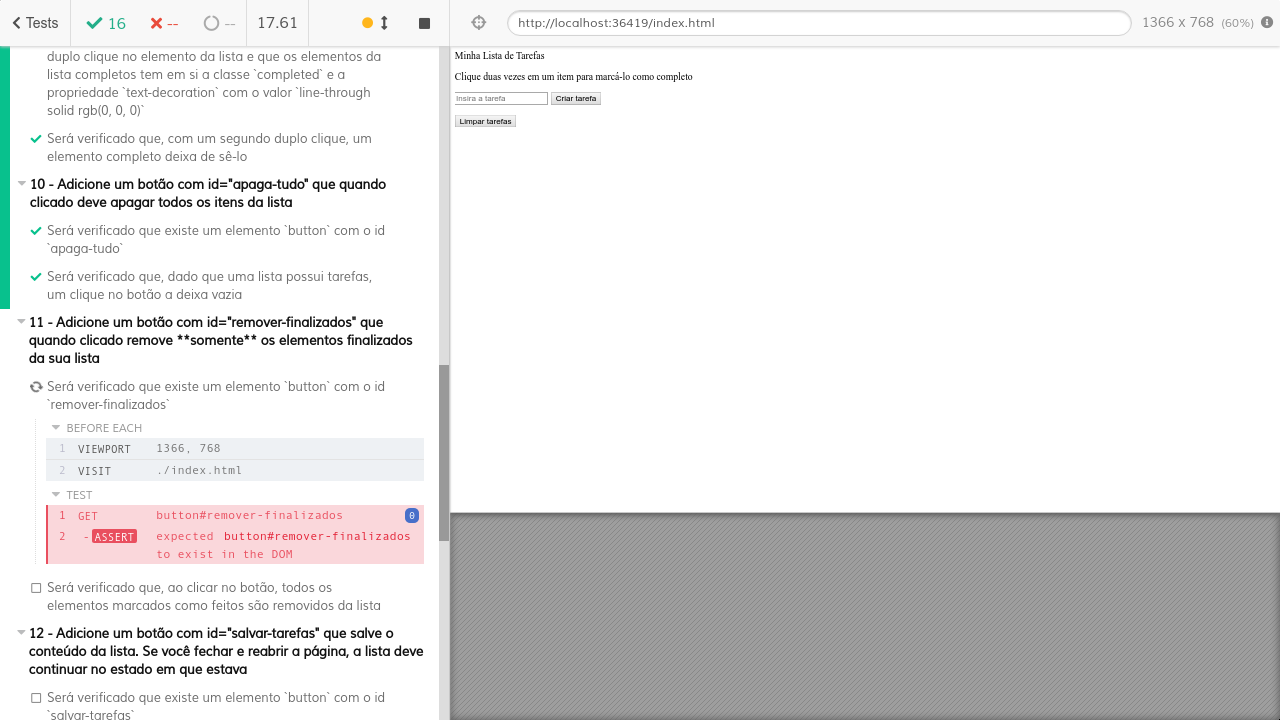 Tests
16
--
--
17.61
http://localhost:36419/index.html
1366 x 768 (60%)
duplo clique no elemento da lista e que os elementos da
lista completos tem em si a classe `completed` e a
propriedade `text-decoration` com o valor `line-through
solid rgb(0, 0, 0)`
Será verificado que, com um segundo duplo clique, um
elemento completo deixa de sê-lo
10 - Adicione um botão com id="apaga-tudo" que quando
clicado deve apagar todos os itens da lista
Será verificado que existe um elemento `button` com o id
`apaga-tudo`
Será verificado que, dado que uma lista possui tarefas,
um clique no botão a deixa vazia
11 - Adicione um botão com id="remover-finalizados" que
quando clicado remove **somente** os elementos finalizados
da sua lista
Será verificado que existe um elemento `button` com o id
`remover-finalizados`
BEFORE EACH
1 VIEWPORT 1366, 768
2 VISIT ./index.html
TEST
1 GET button#remover-finalizados 0
2 -ASSERT expected button#remover-finalizados
to exist in the DOM
Será verificado que, ao clicar no botão, todos os
elementos marcados como feitos são removidos da lista
12 - Adicione um botão com id="salvar-tarefas" que salve o
conteúdo da lista. Se você fechar e reabrir a página, a lista deve
continuar no estado em que estava
Será verificado que existe um elemento `button` com o id
`salvar-tarefas`
Minha Lista de Tarefas
Clique duas vezes em um item para marcá-lo como completo
Insira a tarefa Criar tarefa
Limpar tarefas